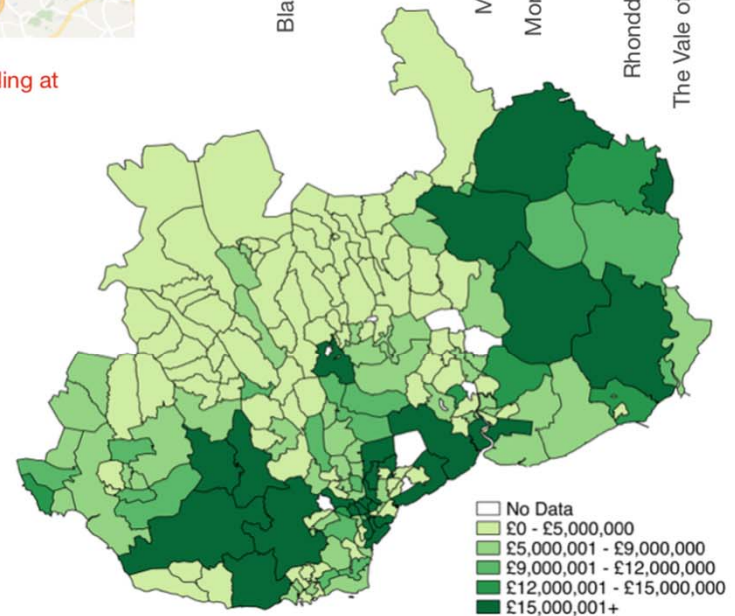 Bla
M
Mon
Rhondd
The Vale of
ling at
No Data
£0 - £5,000,000
£5,000,001 - £9,000,000
£9,000,001 - £12,000,000
£12,000,001 - £15,000,000
£15,000,001+